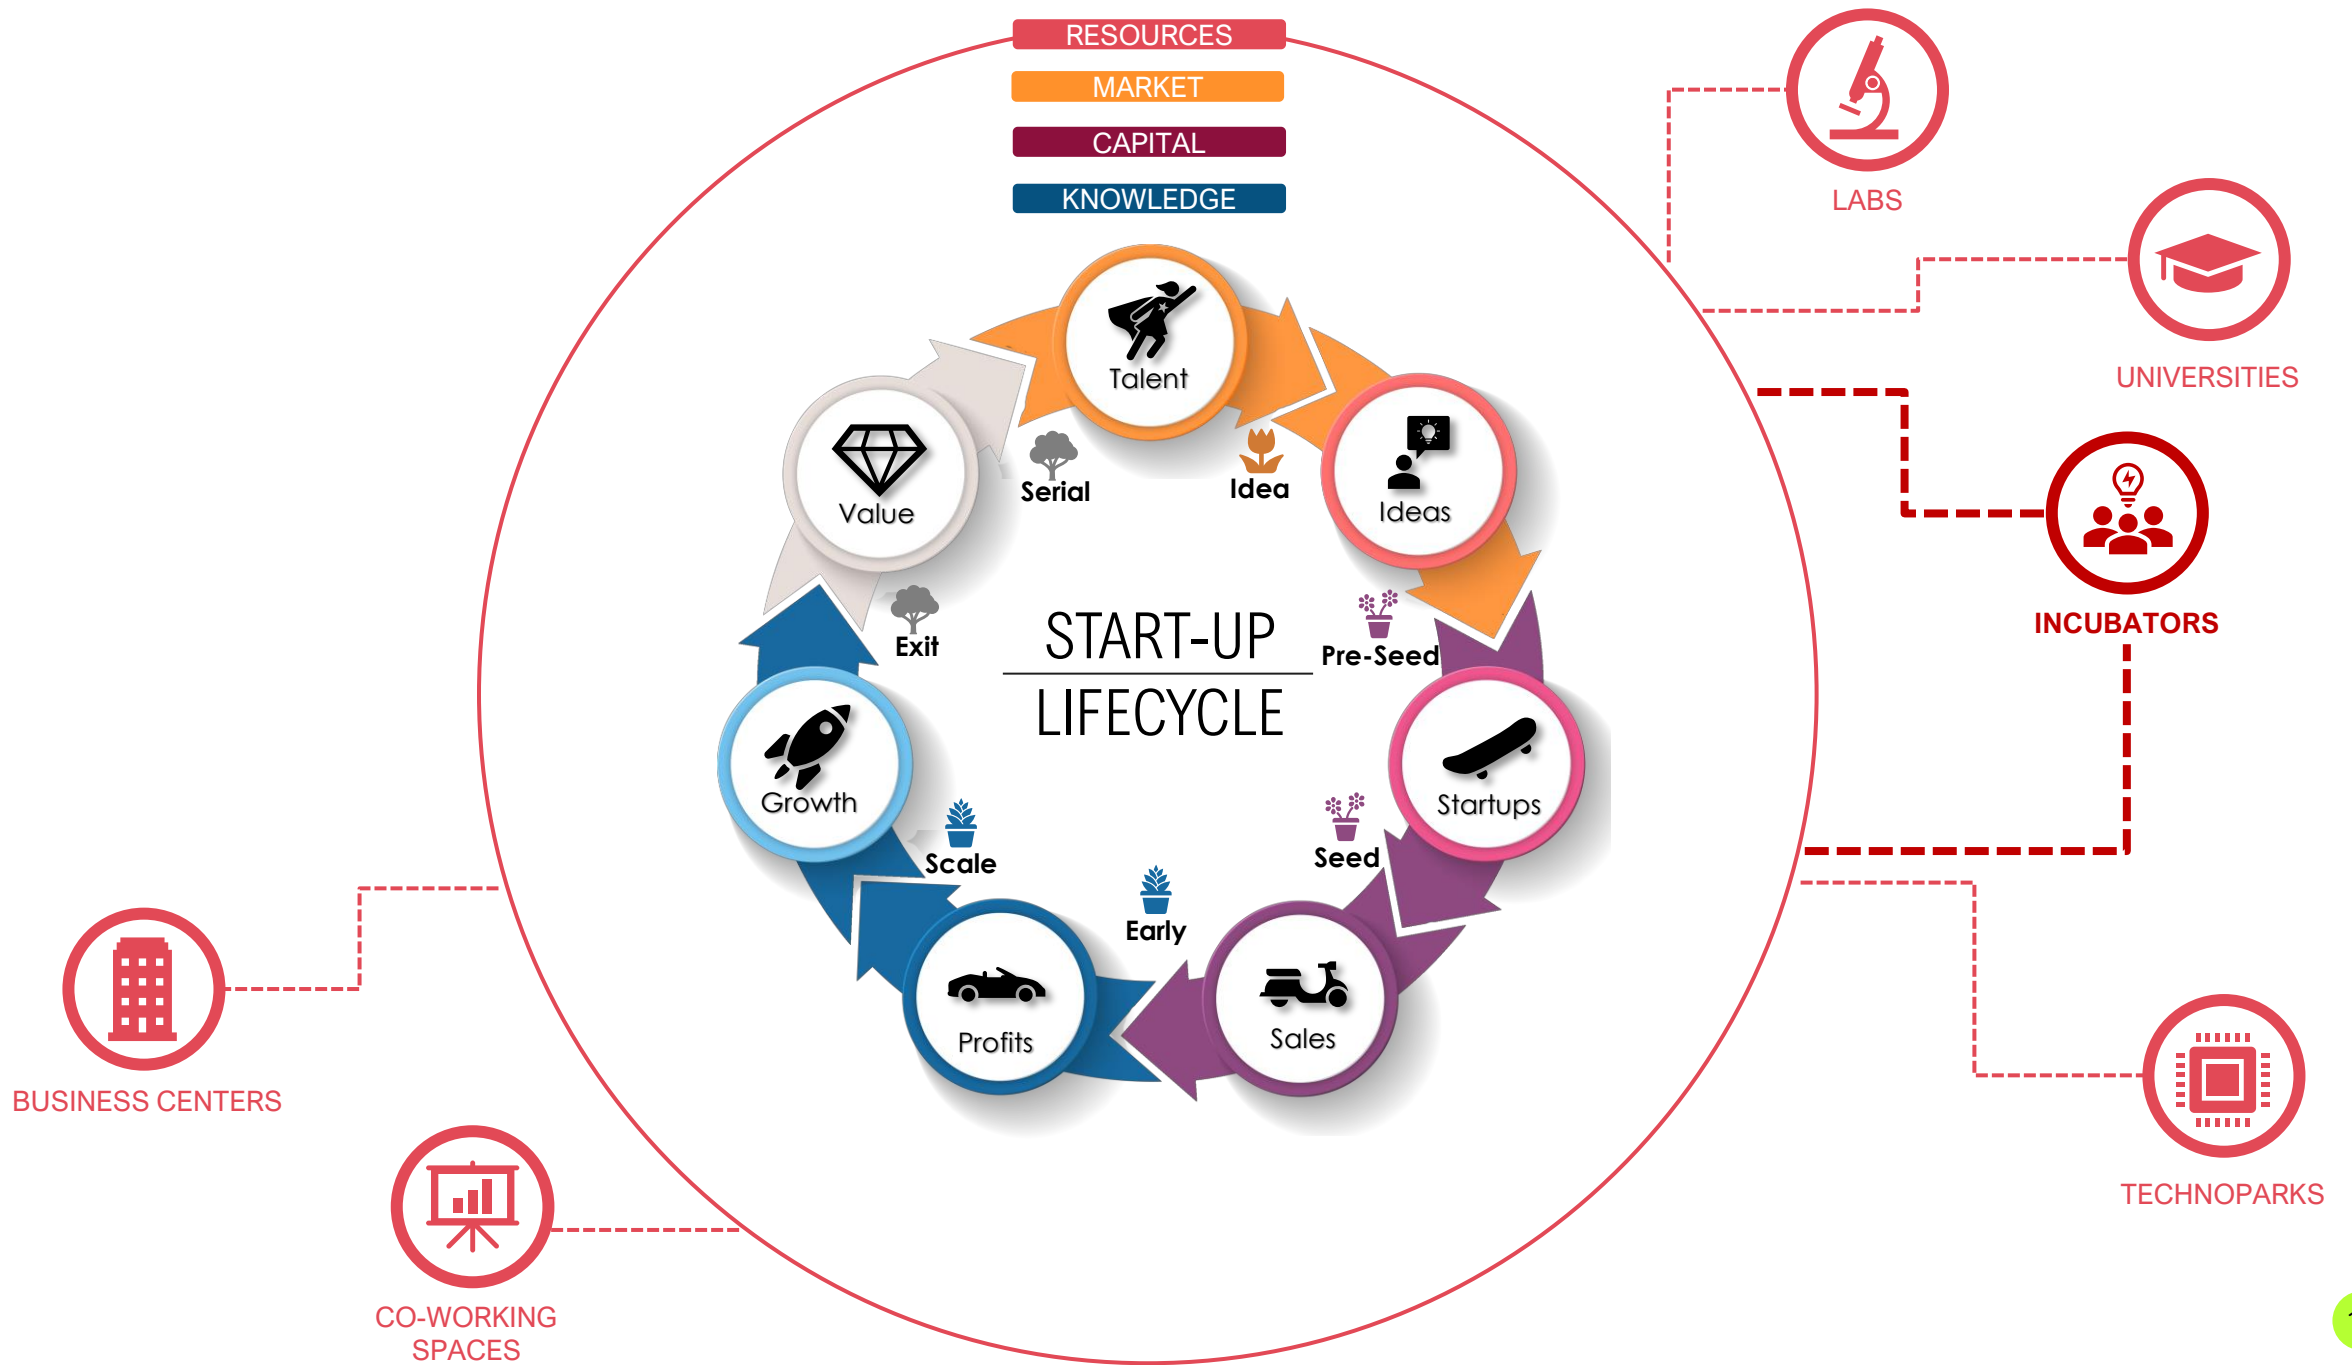 RESOURCES
MARKET
CAPITAL
KNOWLEDGE
LABS
UNIVERSITIES
INCUBATORS
TECHNOPARKS
BUSINESS CENTERS
CO-WORKING
SPACES
START-UP
LIFECYCLE
Talent
Idea
Ideas
Pre-Seed
Startups
Seed
Sales
Early
Profits
Scale
Growth
Exit
Value
Serial